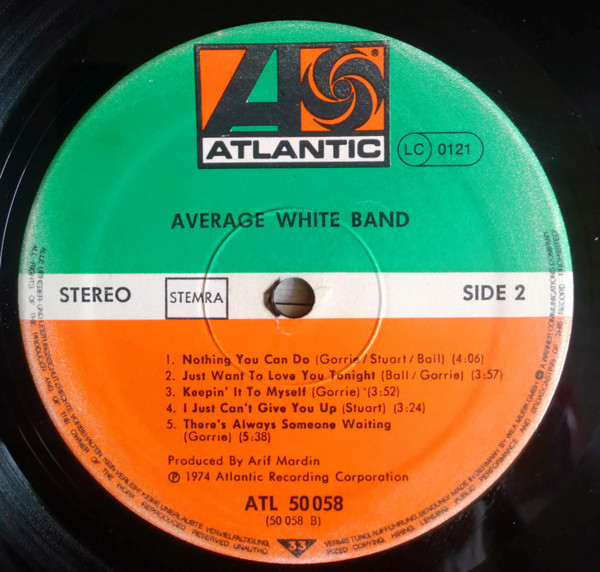 ATLANTIC
®
LC 0121
AVERAGE WHITE BAND
STEREO
STEMRA
SIDE 2
1. Nothing You Can Do (Gorrie/Stuart/Ball) (4:06)
2. Just Want To Love You Tonight (Ball/Gorrie) (3:57)
3. Keepin' It To Myself (Gorrie) (3:52)
4. I Just Can't Give You Up (Stuart) (3:24)
5. There's Always Someone Waiting
(Gorrie) (5:38)
Produced By Arif Mardin
℗ 1974 Atlantic Recording Corporation
ATL 50 058
(50 058 B)
33